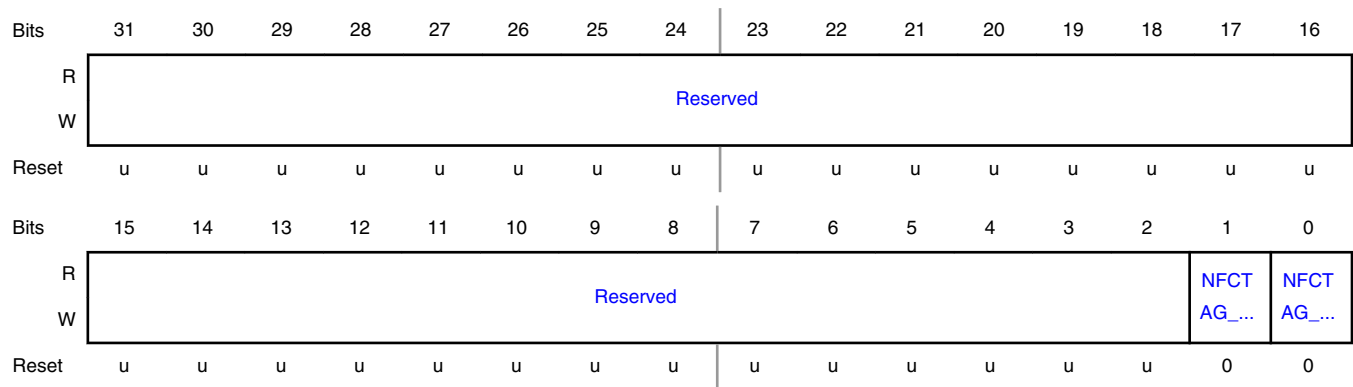 Bits 31 30 29 28 27 26 25 24 23 22 21 20 19 18 17 16
R
Reserved
W
Reset u u u u u u u u u u u u u u u u
Bits 15 14 13 12 11 10 9 8 7 6 5 4 3 2 1 0
R NFCT NFCT
Reserved
W AG_... AG_...
Reset u u u u u u u u u u u u u u 0 0